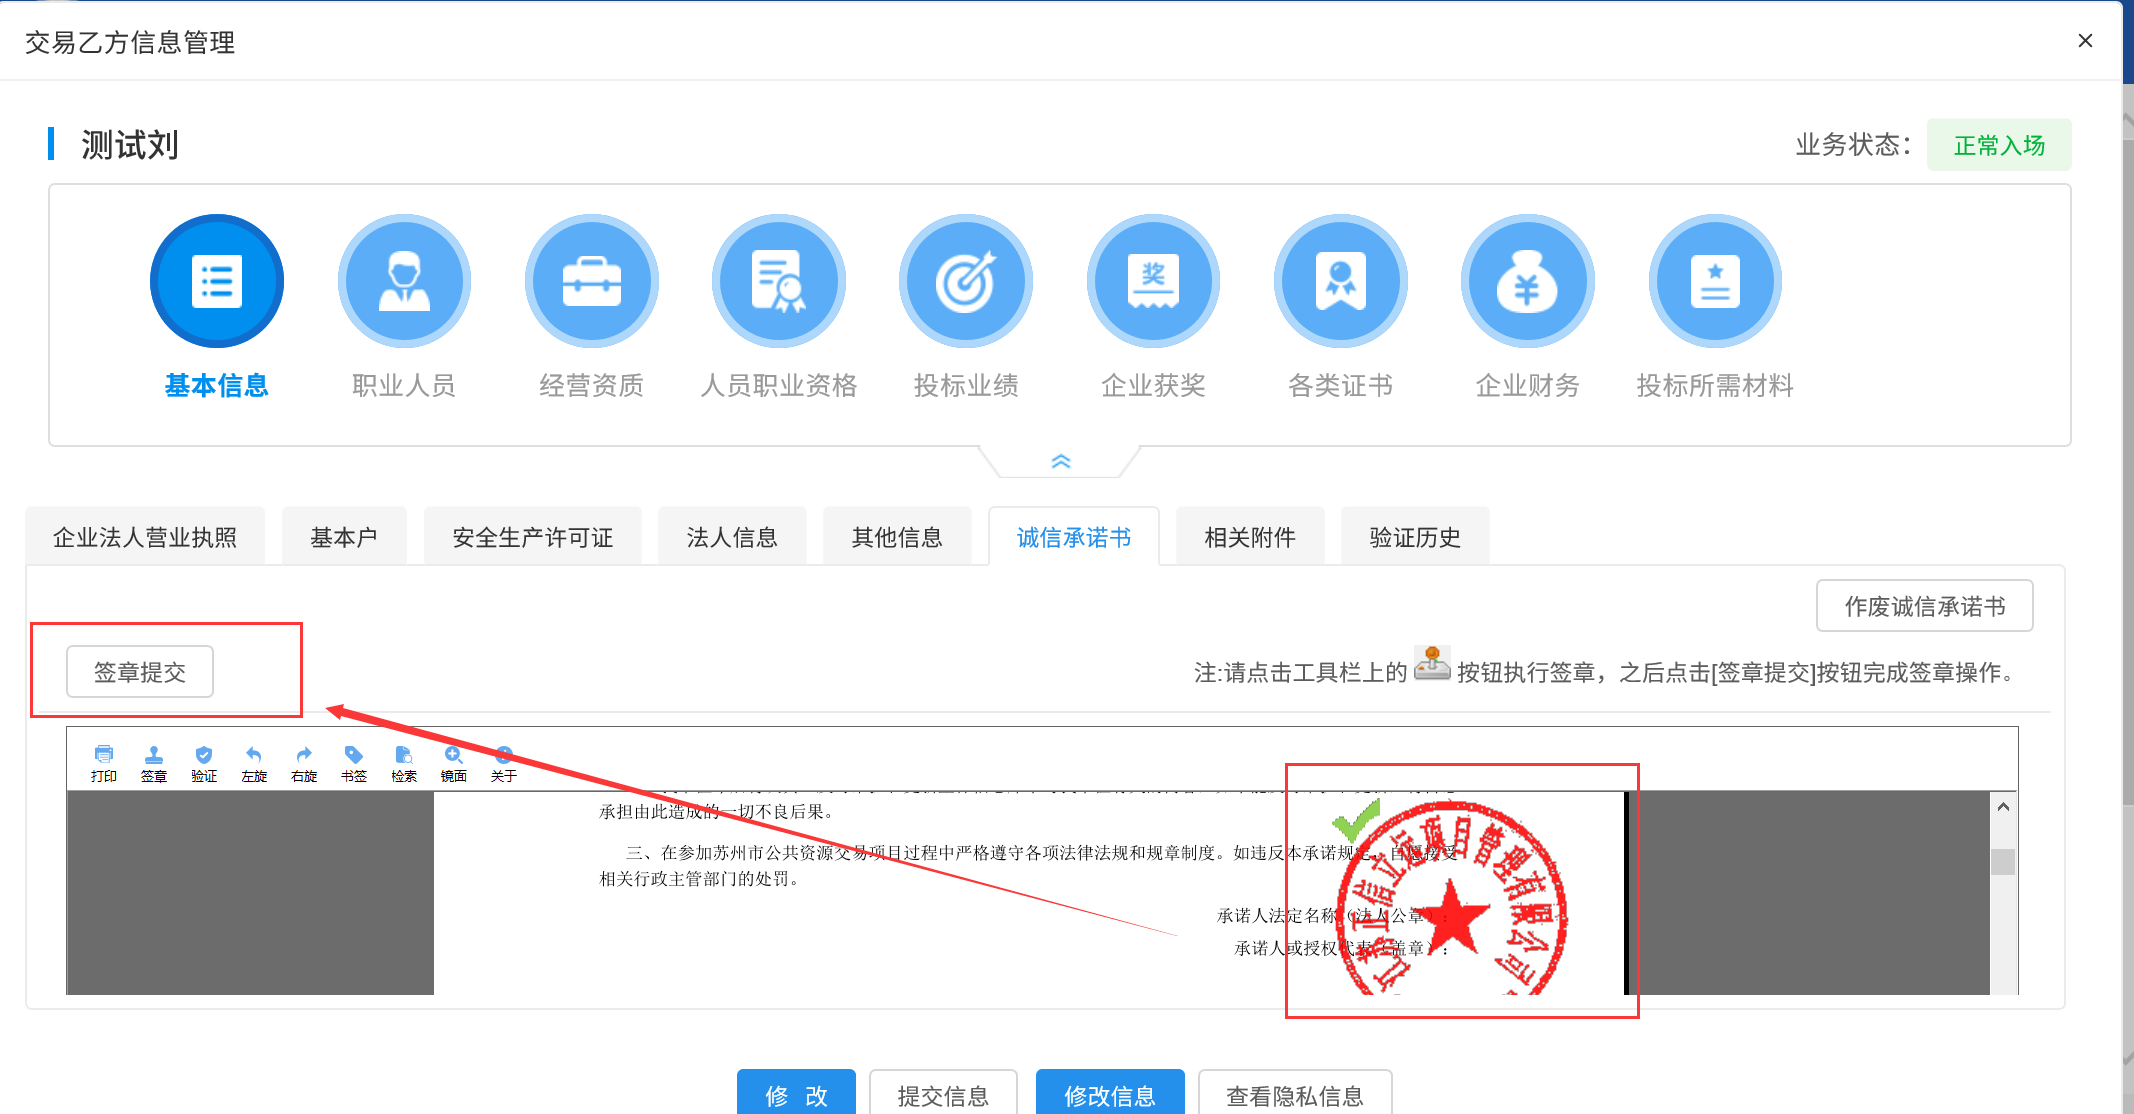 交易乙方信息管理
测试刘
业务状态：
正常入场
奖
基本信息
职业人员
经营资质
人员职业资格
投标业绩
企业获奖
各类证书
企业财务
投标所需材料
企业法人营业执照
基本户
安全生产许可证
法人信息
其他信息
诚信承诺书
相关附件
验证历史
作废诚信承诺书
签章提交
注:请点击工具栏上的 按钮执行签章，之后点击[签章提交]按钮完成签章操作。
打印
签章
验证
左旋
右旋
书签
检索
镜面
关于
承担由此造成的一切不良后果。
三、在参加苏州市公共资源交易项目过程中严格遵守各项法律法规和规章制度。如违反本承诺规定，自愿接受
相关行政主管部门的处罚。
承诺人法定名称（法人公章）：
承诺人或授权代表（盖章）：
项目管理有限公司
修 改
提交信息
修改信息
查看隐私信息